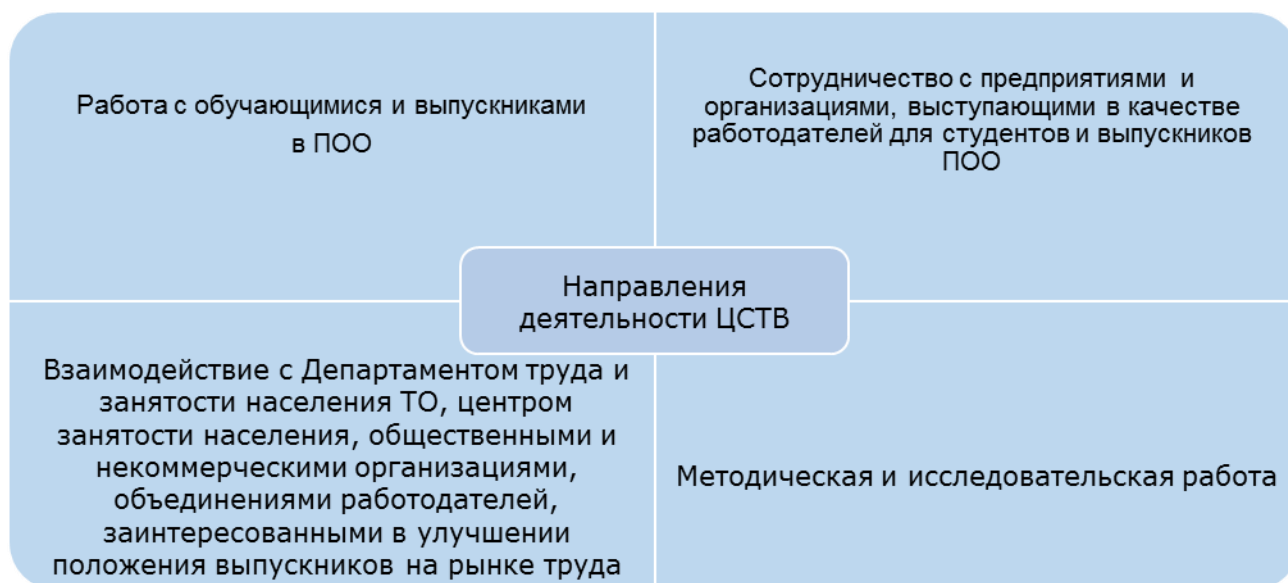 Работа с обучающимися и выпускниками
в ПОО
Сотрудничество с предприятиями и
организациями, выступающими в качестве
работодателей для студентов и выпускников
ПОО
Направления
деятельности ЦСТВ
Взаимодействие с Департаментом труда и
занятости населения ТО, центром
занятости населения, общественными и
некоммерческими организациями,
объединениями работодателей,
заинтересованными в улучшении
положения выпускников на рынке труда
Методическая и исследовательская работа